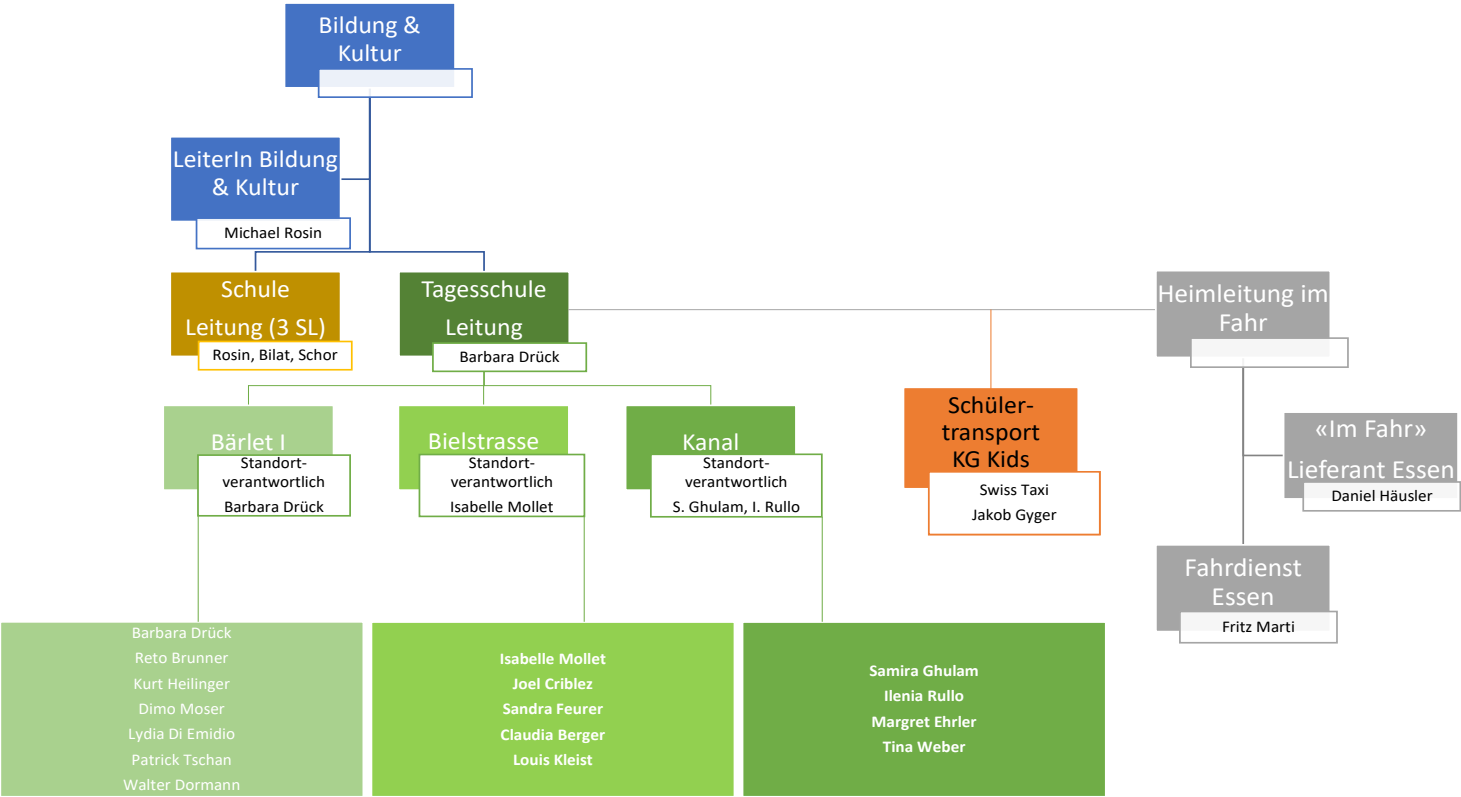 Bildung &
Kultur
LeiterIn Bildung
& Kultur
Michael Rosin
Schule
Leitung (3 SL)
Rosin, Bilat, Schor
Tagesschule
Leitung
Barbara Drück
Heimleitung im
Fahr
Bärlet I
Standort-
verantwortlich
Barbara Drück
Bielstrasse
Standort-
verantwortlich
Isabelle Mollet
Kanal
Standort-
verantwortlich
S. Ghulam, I. Rullo
Schüler-
transport
KG Kids
Swiss Taxi
Jakob Gyger
«Im Fahr»
Lieferant Essen
Daniel Häusler
Fahrdienst
Essen
Fritz Marti
Barbara Drück
Reto Brunner
Kurt Heilinger
Dimo Moser
Lydia Di Emidio
Patrick Tschan
Walter Dormann
Isabelle Mollet
Joel Criblez
Sandra Feurer
Claudia Berger
Louis Kleist
Samira Ghulam
Ilenia Rullo
Margret Ehrler
Tina Weber